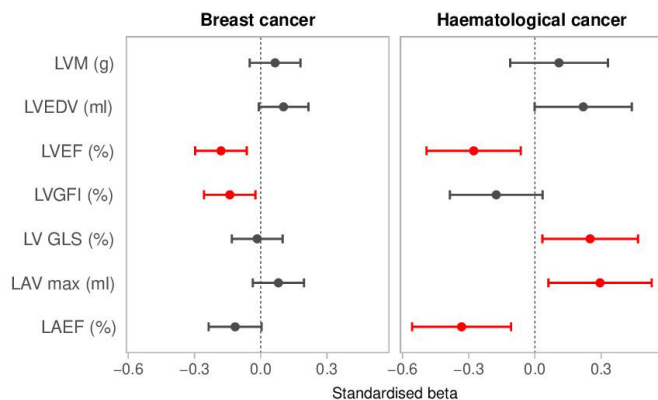 Breast cancer Haematological cancer
LVM (g)
LVEDV (ml)
LVEF (%)
LVGFI (%)
LV GLS (%)
LAV max (ml)
LAEF (%)
−0.6 −0.3 0.0 0.3 −0.6 −0.3 0.0 0.3
Standardised beta